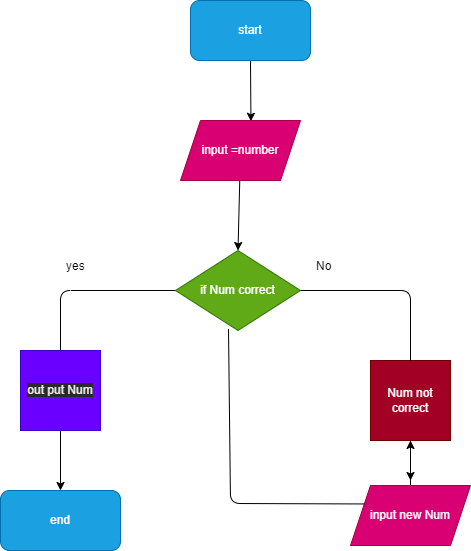 start
input =number
yes
No
if Num correct
out put Num
Num not
correct
end
input new Num